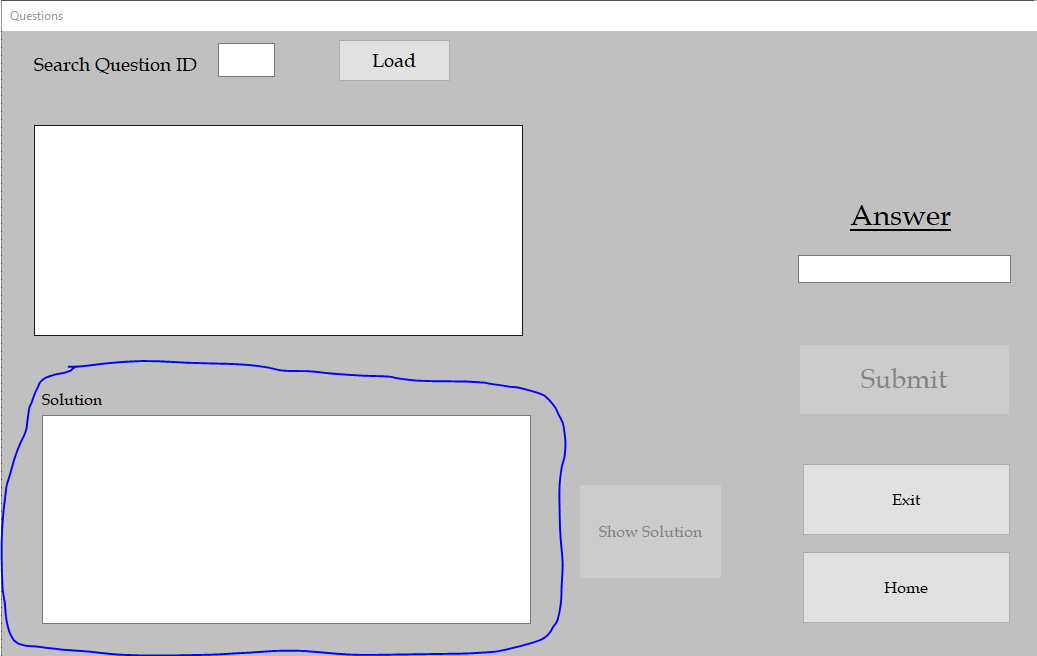 Questions
Search Question ID
Load
Answer
Submit
Solution
Show Solution
Exit
Home